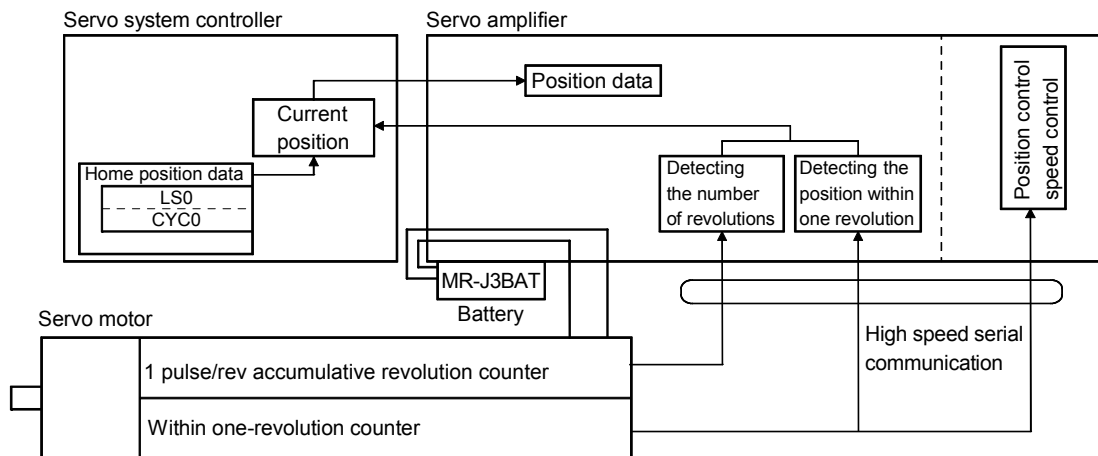 Servo system controller
Servo amplifier
Position data
Current
position
Home position data
LS0
CYC0
Detecting
the number
of revolutions
Detecting the
position within
one revolution
Position control
speed control
MR-J3BAT
Battery
Servo motor
High speed serial
communication
1 pulse/rev accumulative revolution counter
Within one-revolution counter